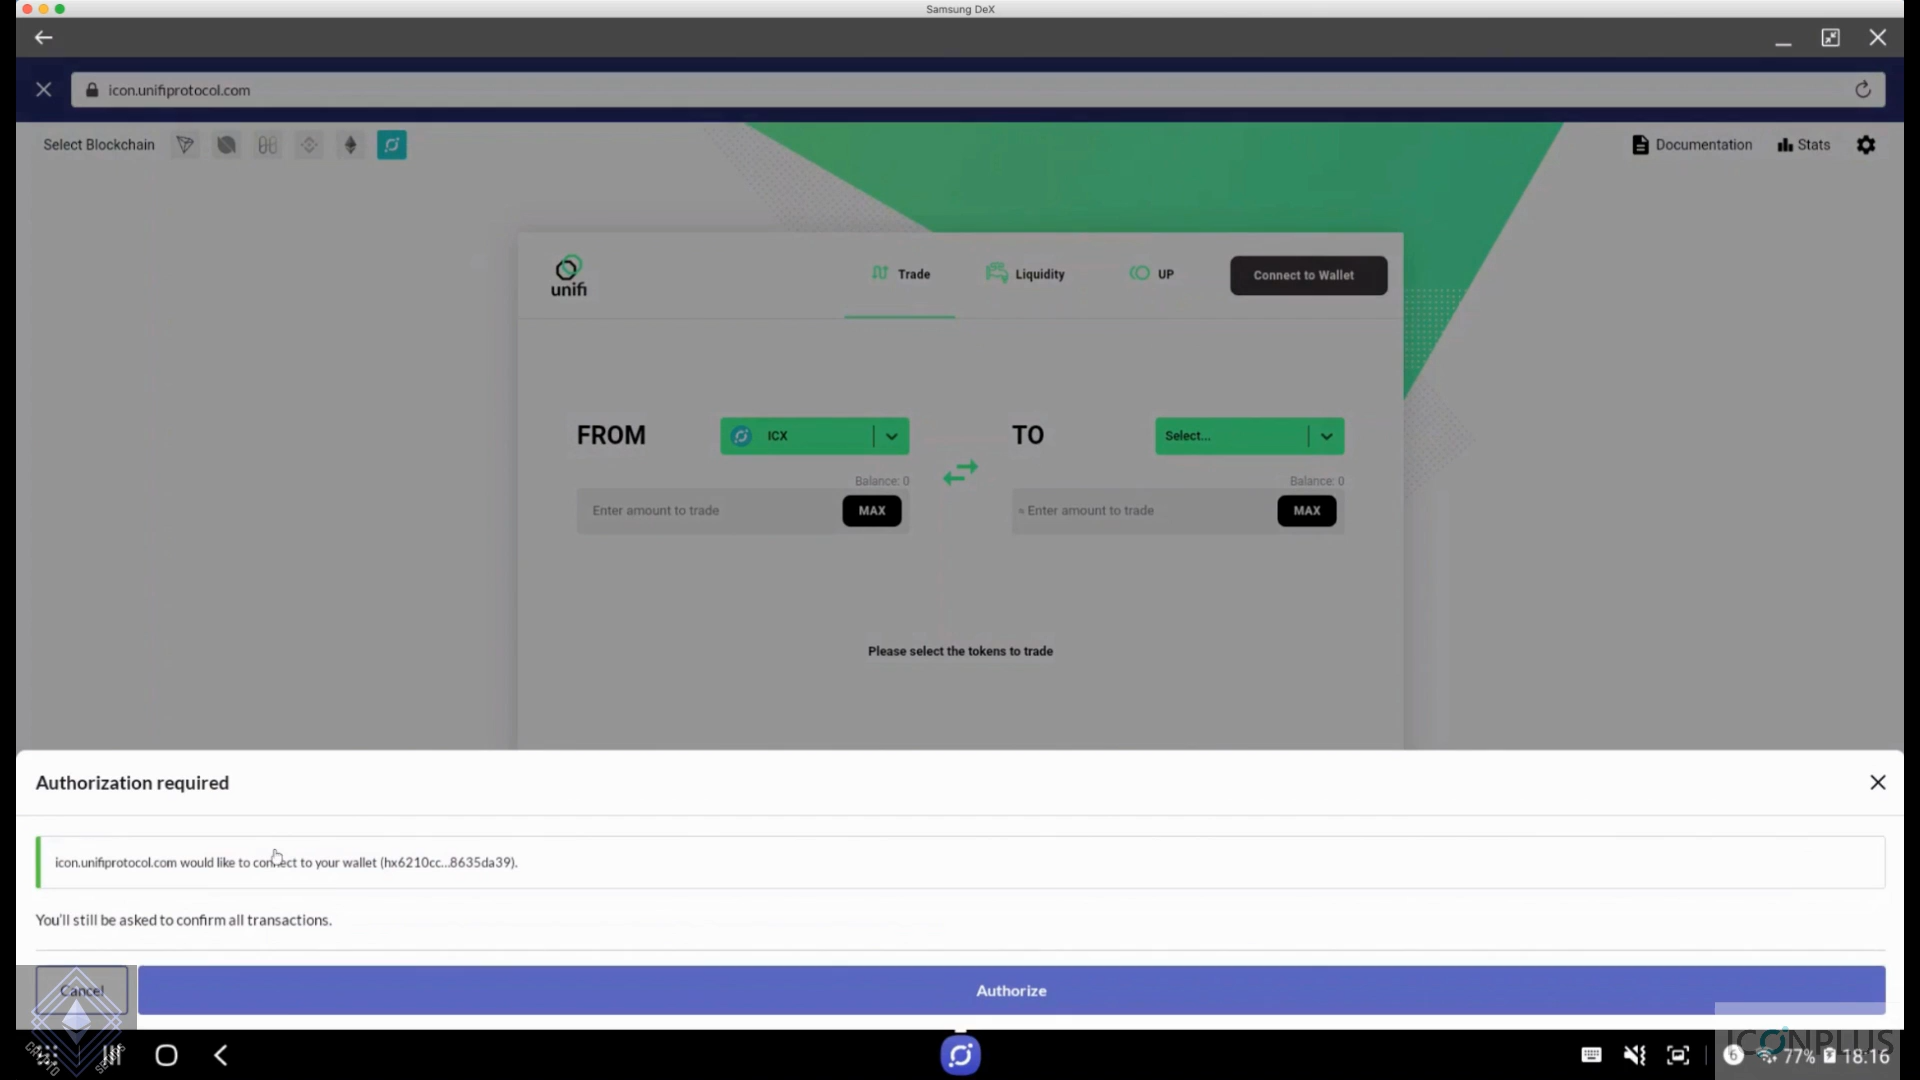 Samsung DeX
icon.unifiprotocol.com
Select Blockchain
Documentation
Stats
unifi
Trade
Liquidity
UP
Connect to Wallet
FROM
ICX
TO
Select...
Balance: 0
Balance: 0
Enter amount to trade
MAX
≈ Enter amount to trade
MAX
Please select the tokens to trade
Authorization required
icon.unifiprotocol.com would like to connect to your wallet (hx6210cc...8635da39).
You'll still be asked to confirm all transactions.
Cancel
Authorize
CRYPTO
ICONPLUS
6
77%
18:16